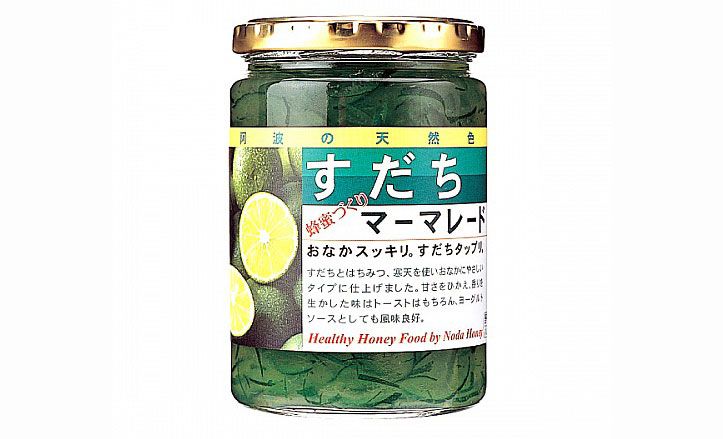 阿波の天然色
すだち
蜂蜜づくり
マーマレード
おなかスッキリ。すだちタップリ。
すだちとはちみつ、寒天を使いおなかにやさしい
タイプに仕上げました。甘さをひかえ、香りを
生かした味はトーストはもちろん、ヨーグルト
ソースとしても風味良好。
Healthy Honey Food by Noda Honey